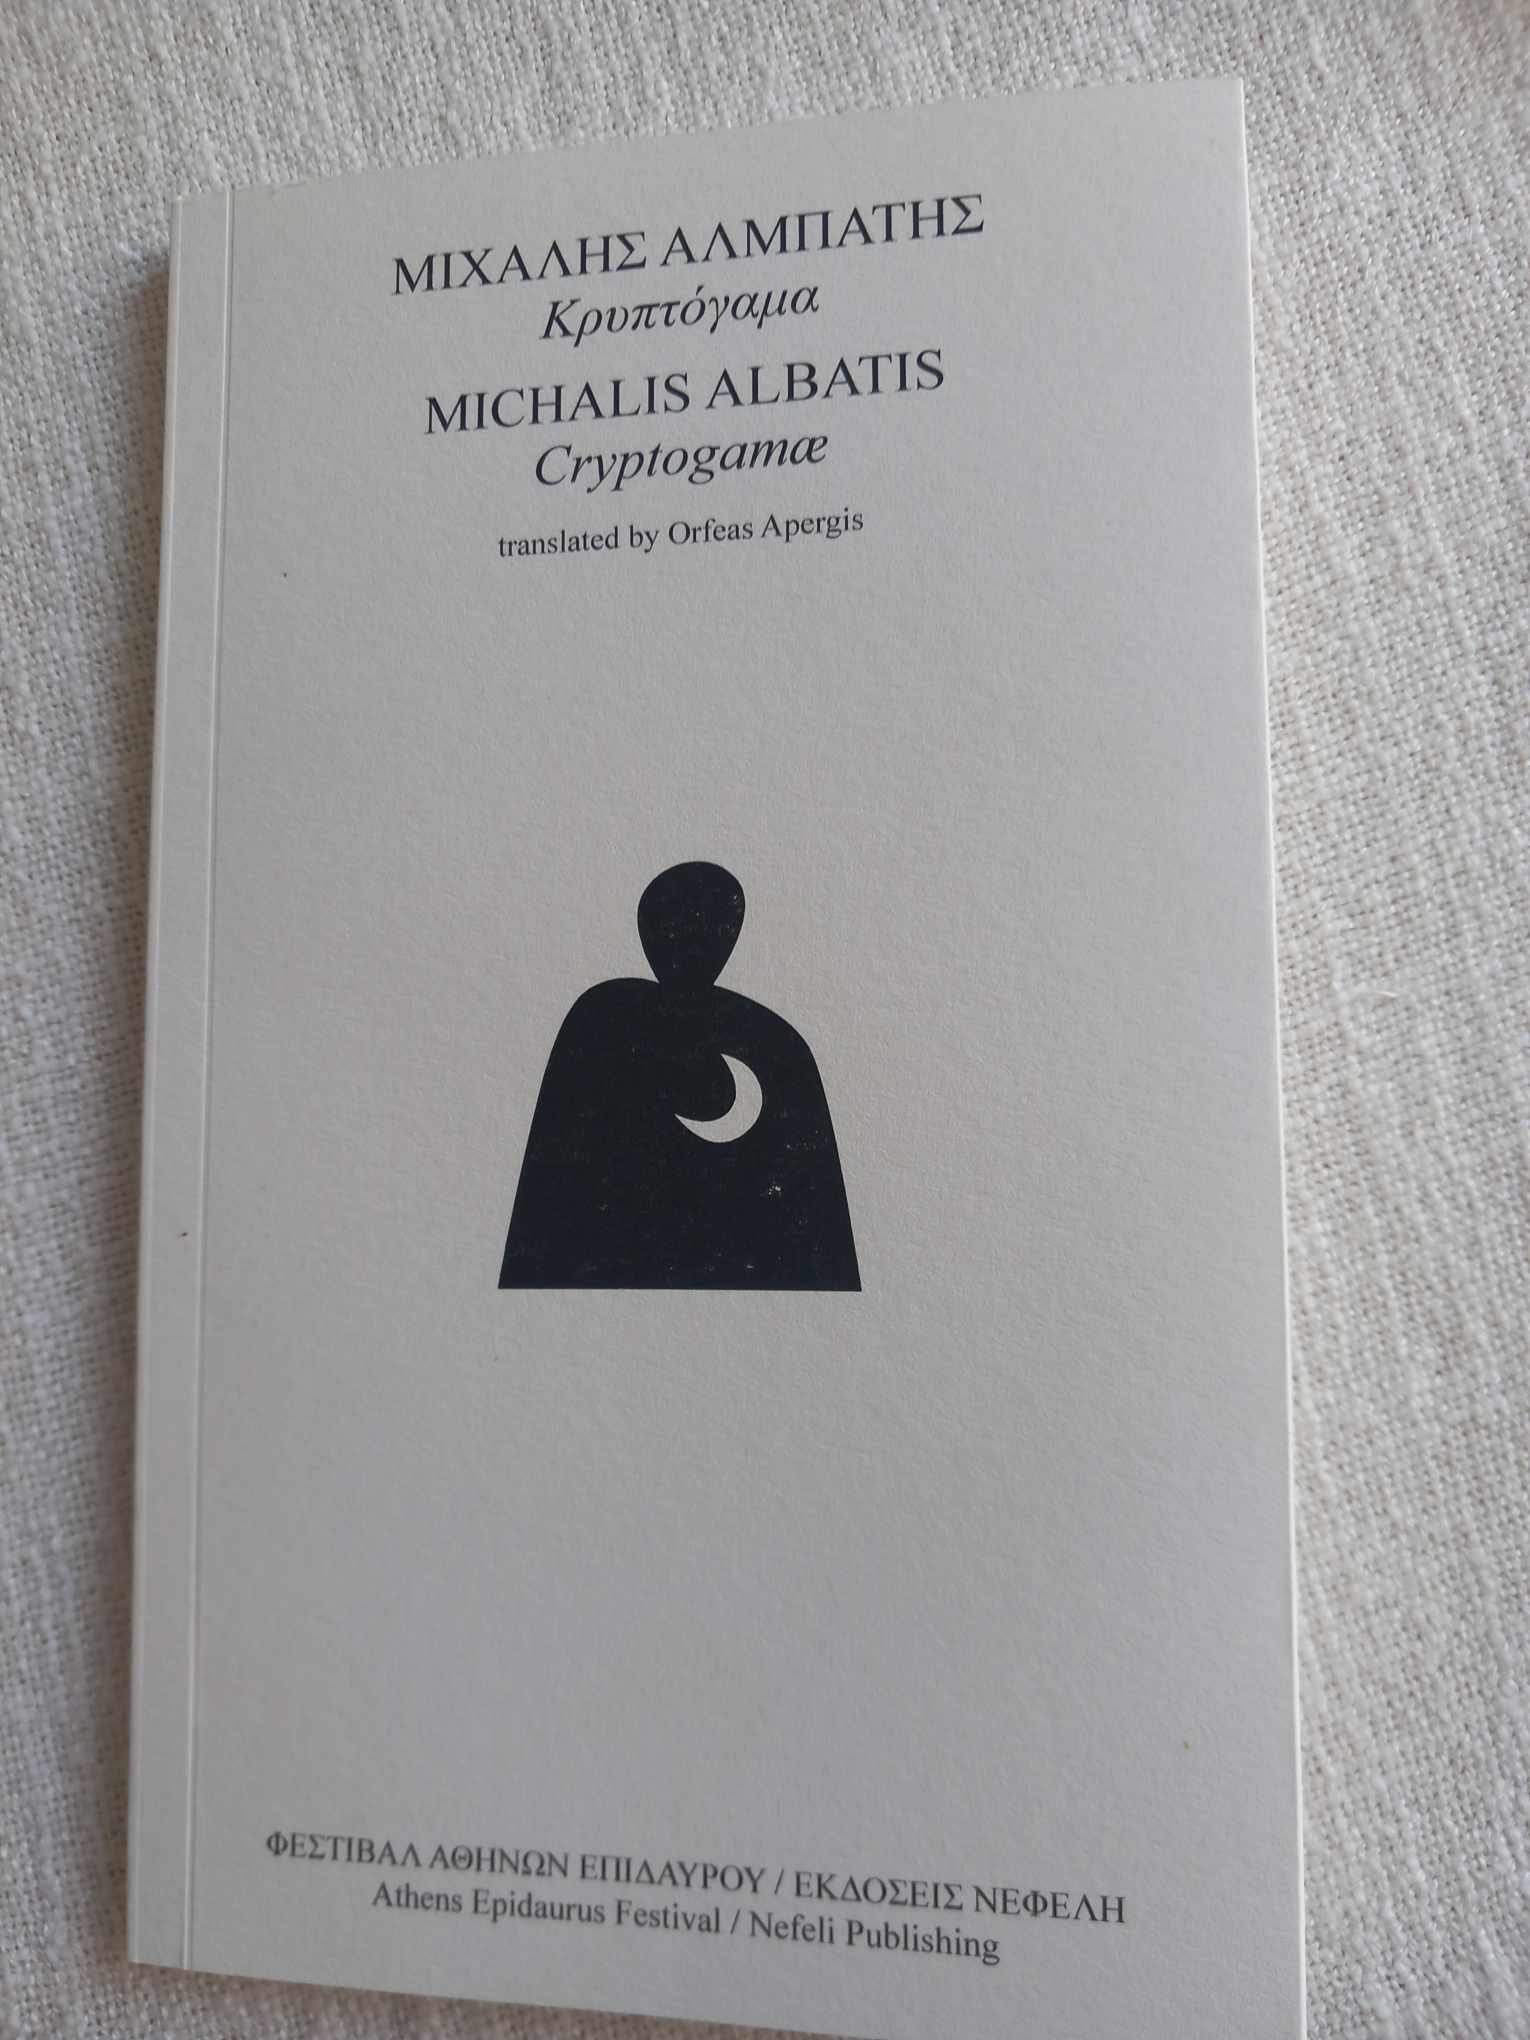 ΜΙΧΑΛΗΣ ΑΛΜΠΑΤΗΣ
Κρυπτόγαμα
MICHALIS ALBATIS
Cryptogamæ
translated by Orfeas Apergis
ΦΕΣΤΙΒΑΛ ΑΘΗΝΩΝ ΕΠΙΔΑΥΡΟΥ / ΕΚΔΟΣΕΙΣ ΝΕΦΕΛΗ
Athens Epidaurus Festival / Nefeli Publishing